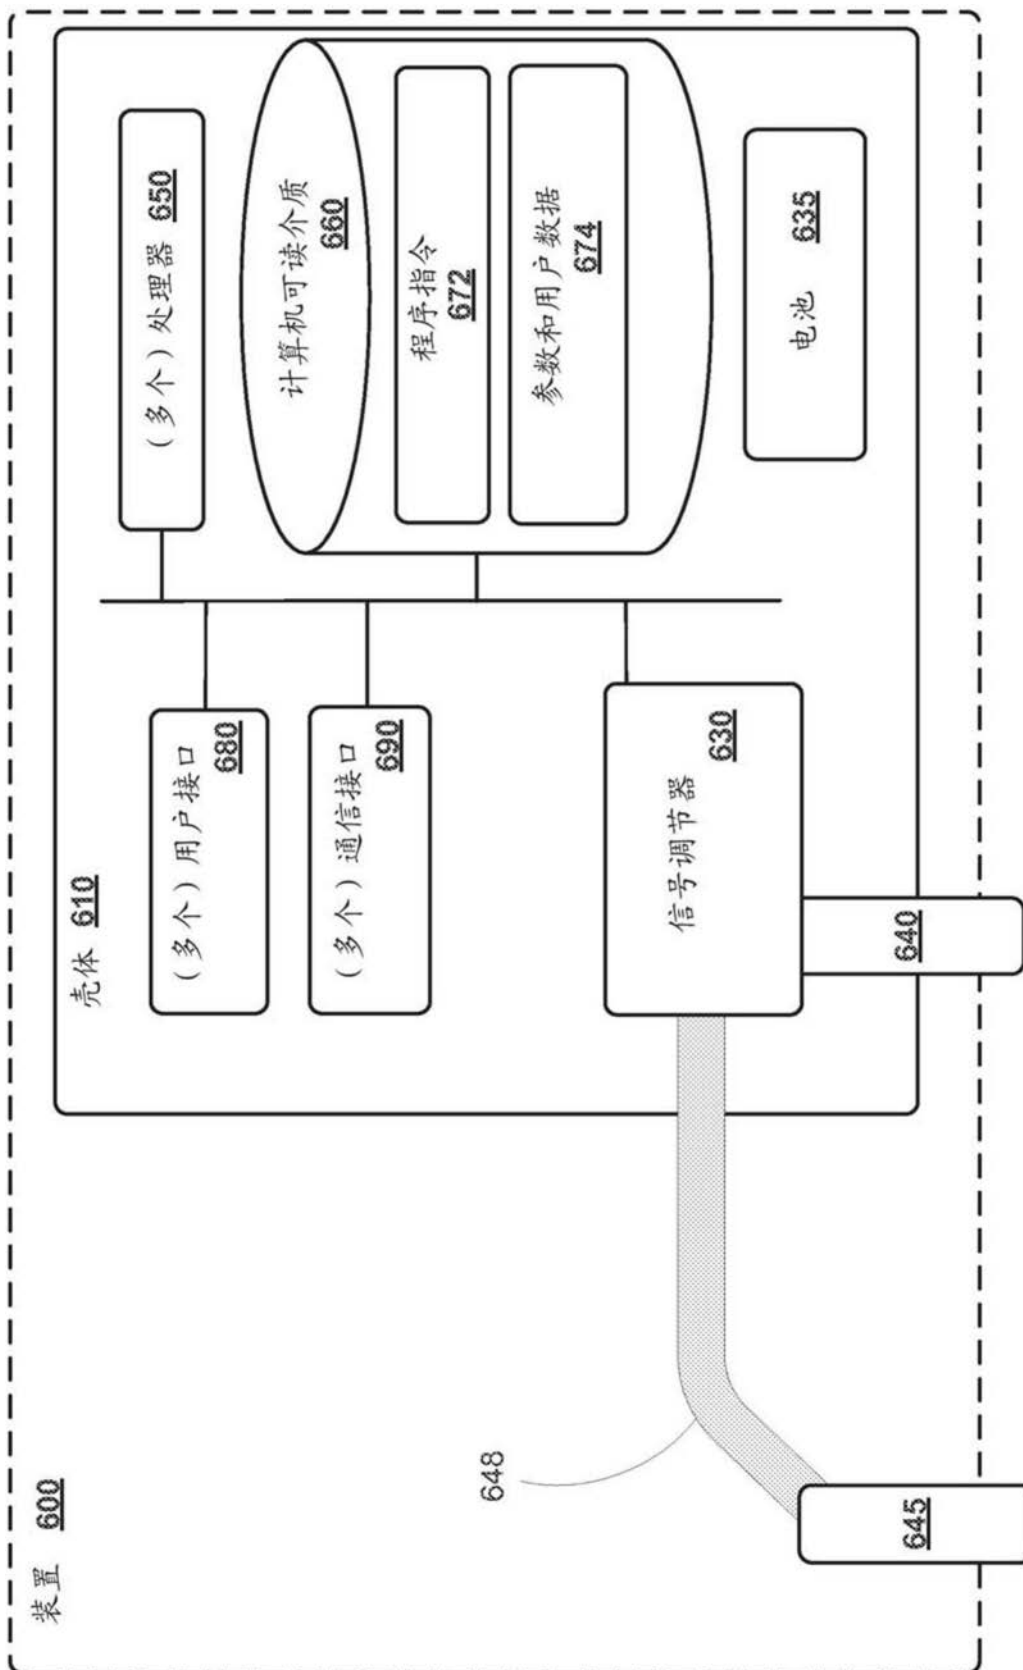 装置 600
壳体 610
(多个)用户接口
680
(多个)通信接口
690
(多个)处理器 650
计算机可读介质
660
程序指令
672
参数和用户数据
674
信号调节器
630
电池 635
648
640
645